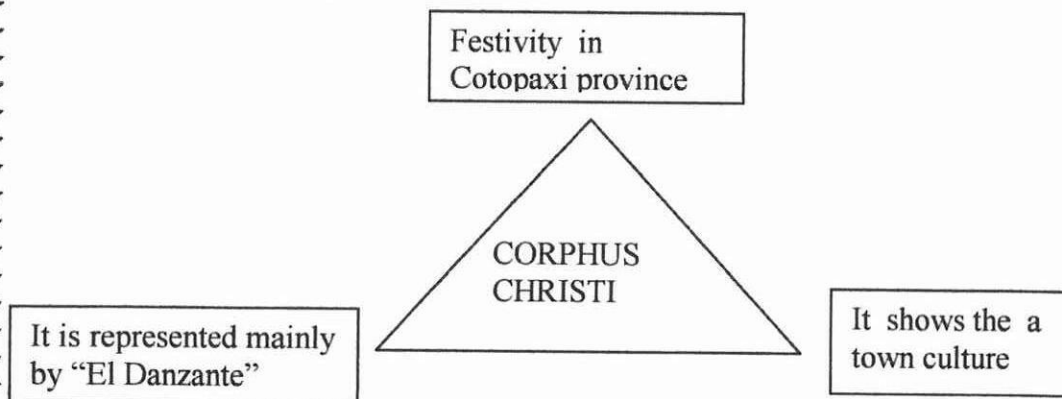 Festivity in
Cotopaxi province
CORPHUS
CHRISTI
It is represented mainly
by “El Danzante”
It shows the a
town culture